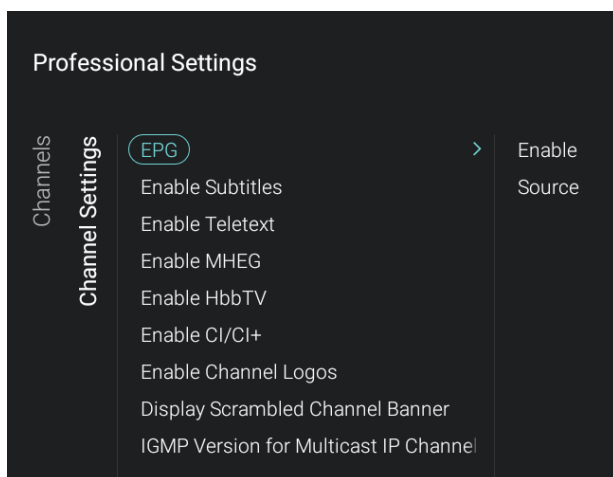 Professional Settings
Channels
Channel Settings
EPG
Enable Subtitles
Enable Teletext
Enable MHEG
Enable HbbTV
Enable CI/CI+
Enable Channel Logos
Display Scrambled Channel Banner
IGMP Version for Multicast IP Channel
Enable
Source